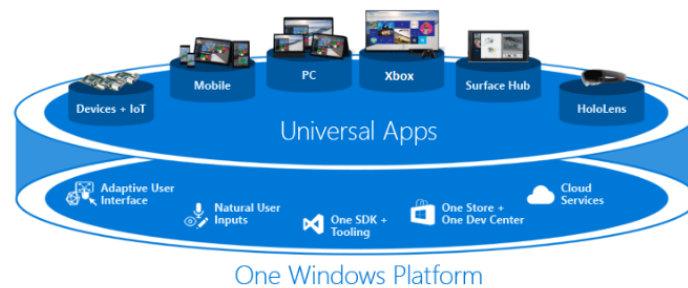 Devices + IoT
Mobile
PC
Xbox
Surface Hub
HoloLens
Universal Apps
Adaptive User
Interface
Natural User
Inputs
One SDK +
Tooling
One Store +
One Dev Center
Cloud
Services
One Windows Platform